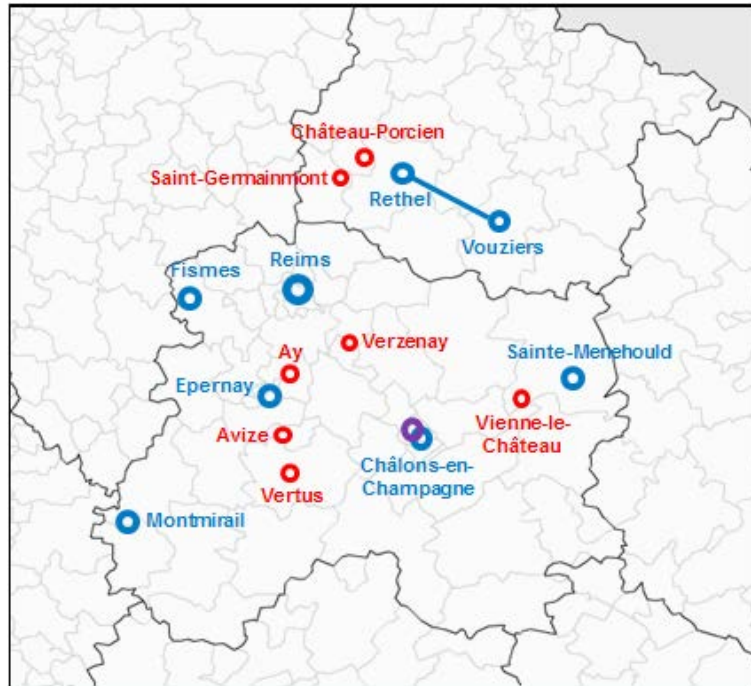 Château-Porcien
Saint-Germainmont
Rethel
Vouziers
Fismes
Reims
Verzenay
Ay
Sainte-Menehould
Epernay
Vienne-le-
Château
Avize
Châlons-en-
Champagne
Vertus
Montmirail